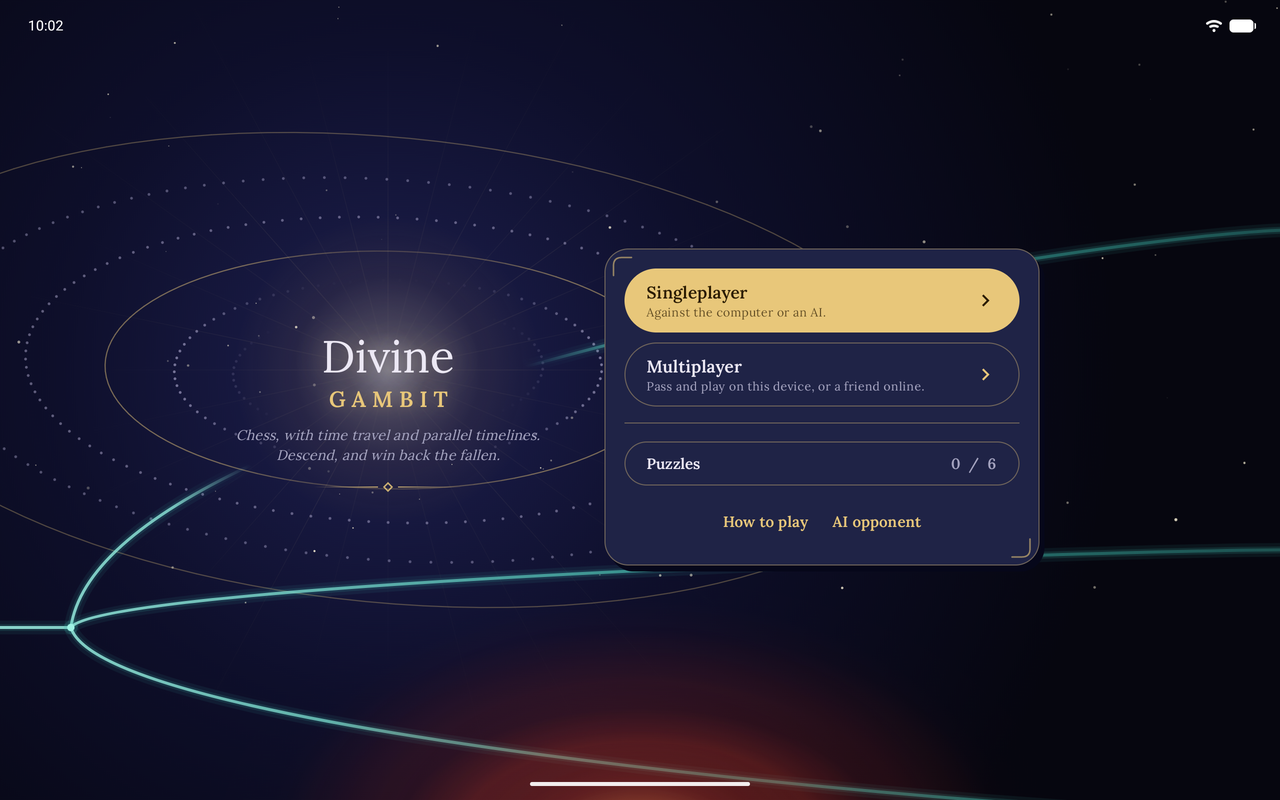 10:02
Divine
GAMBIT
Chess, with time travel and parallel timelines.
Descend, and win back the fallen.
Singleplayer
Against the computer or an AI.
Multiplayer
Pass and play on this device, or a friend online.
Puzzles 0 / 6
How to play AI opponent